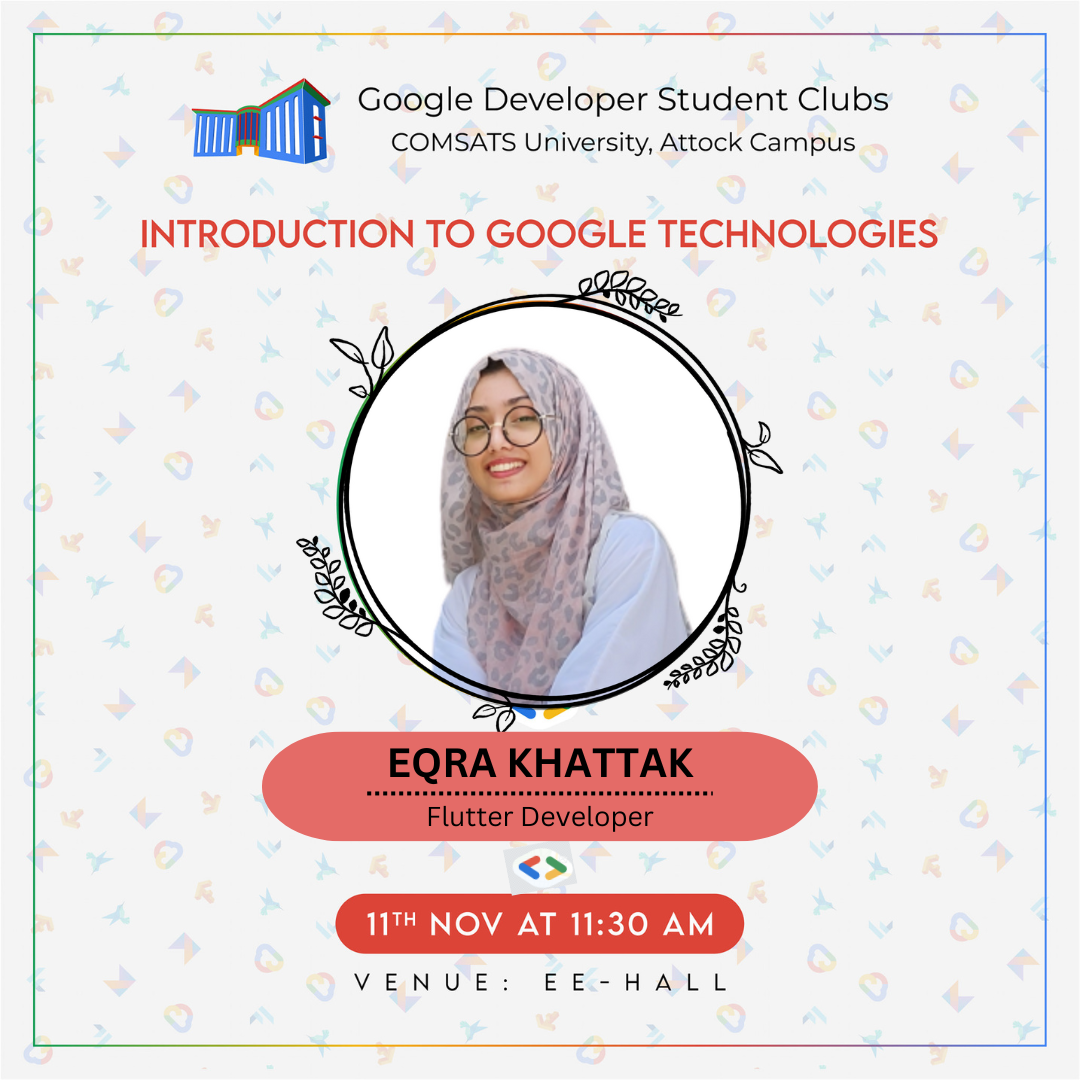 Google Developer Student Clubs
COMSATS University, Attock Campus
INTRODUCTION TO GOOGLE TECHNOLOGIES
EQRA KHATTAK
Flutter Developer
11TH NOV AT 11:30 AM
VENUE: EE-HALL